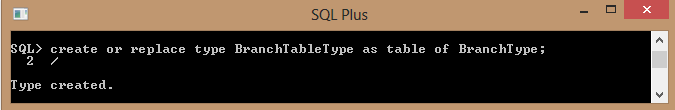 SQL Plus
SQL> create or replace type BranchTableType as table of BranchType;
2 /
Type created.